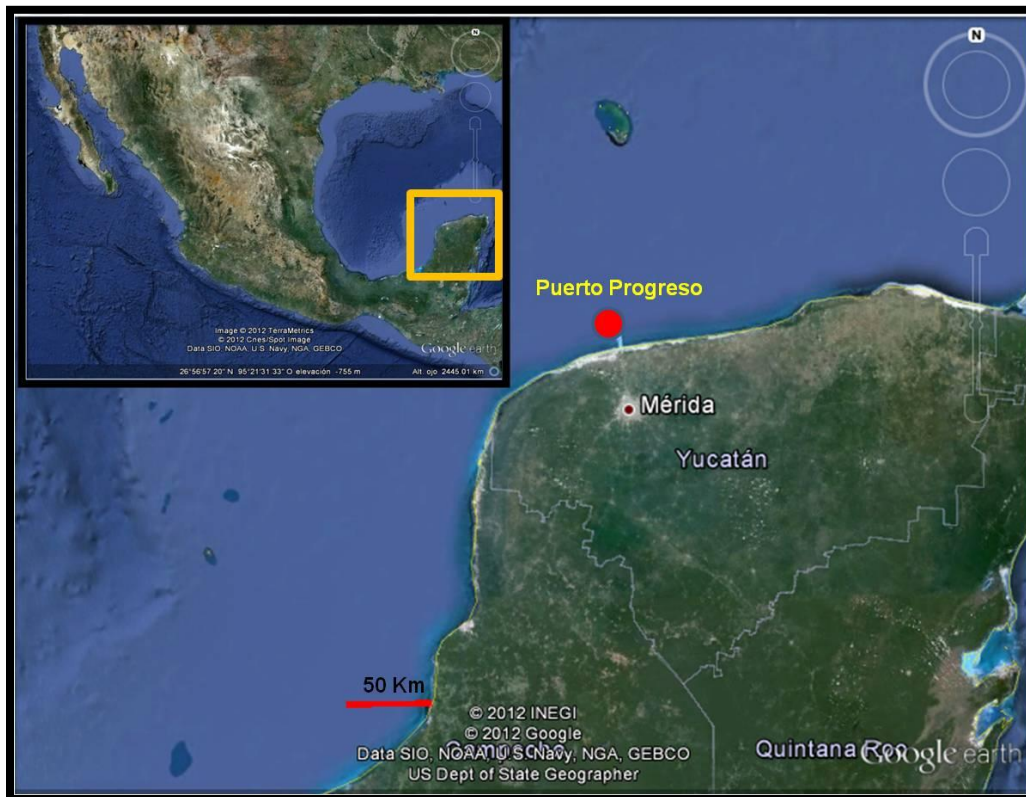 N
Image © 2012 TerraMetrics
© 2012 Cnes/Spot Image
Data SIO, NOAA, U.S. Navy, NGA, GEBCO
Google earth
26°56'57.20" N 95°21'31.33" O elevación -755 m Alt. ojo 2445.01 km
N
Puerto Progreso
Mérida
Yucatán
50 Km
© 2012 INEGI
© 2012 Google
Data SIO, NOAA, U.S. Navy, NGA, GEBCO
US Dept of State Geographer
Quintana Roo
Google earth